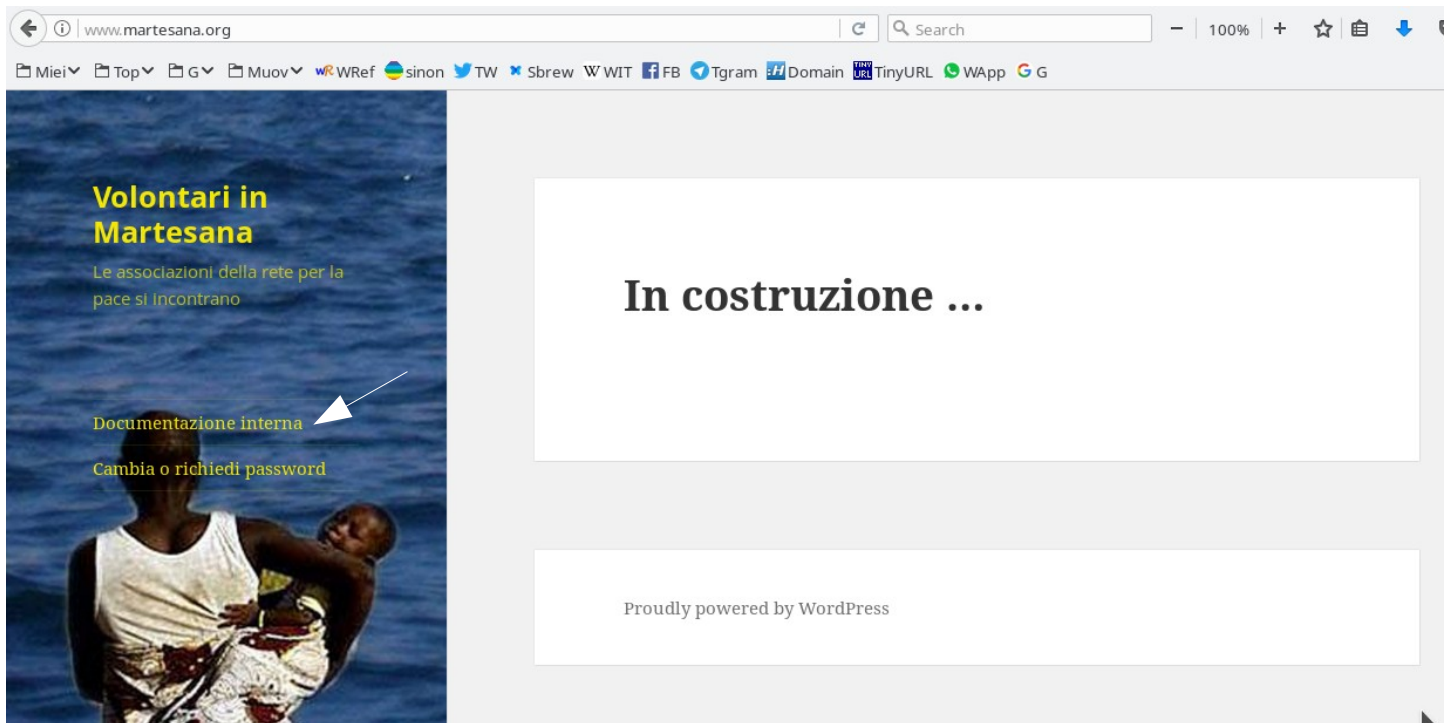 www.martesana.org
Search
100%
Miei Top G Muov WRef sinon TW Sbrew WIT FB Tgram Domain TinyURL WApp G
Volontari in
Martesana
Le associazioni della rete per la
pace si incontrano
Documentazione interna
Cambia o richiedi password
In costruzione ...
Proudly powered by WordPress